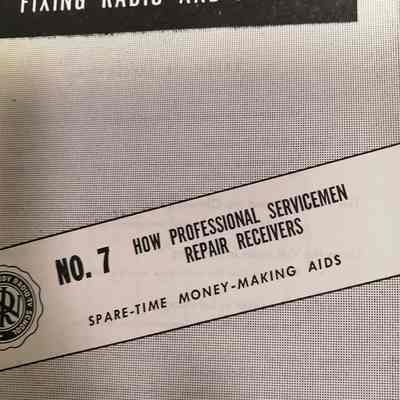 FIXING RADIO AND
NO. 7
HOW PROFESSIONAL SERVICEMEN
REPAIR RECEIVERS
SPARE-TIME MONEY-MAKING AIDS